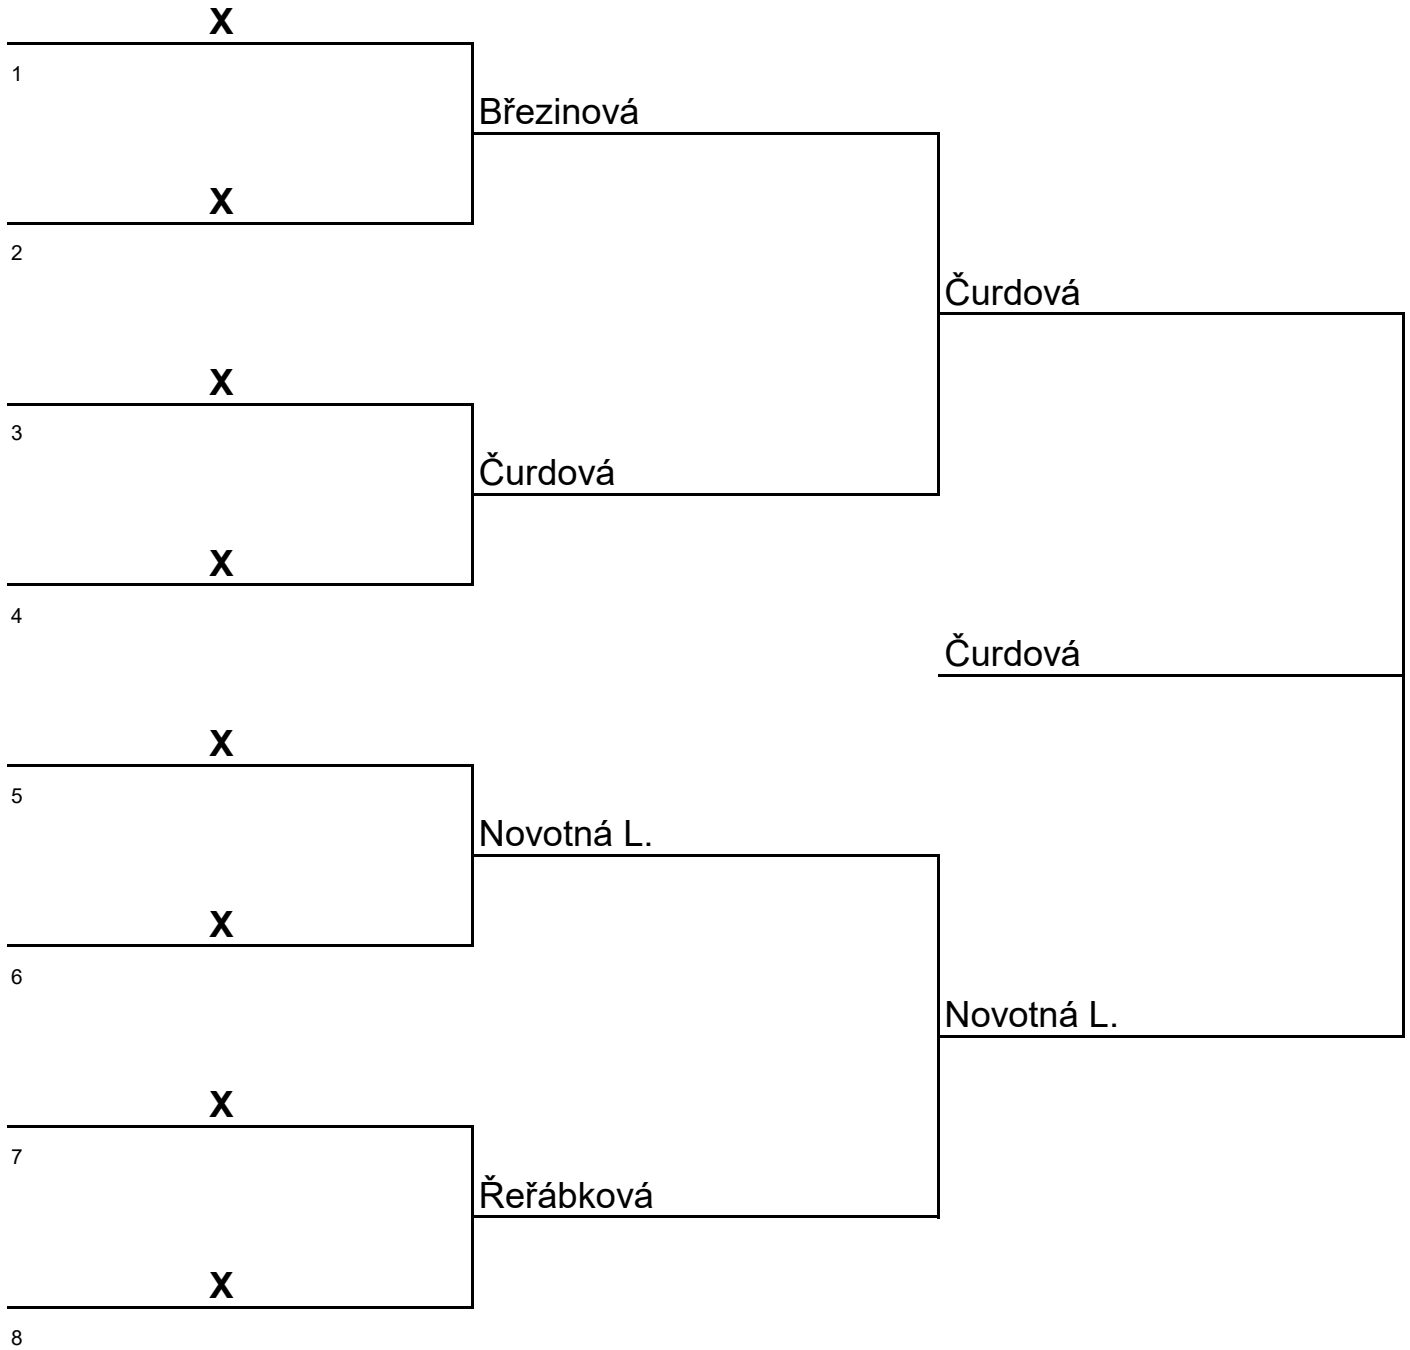 X
1
Březinová
X
2
Čurdová
X
3
Čurdová
X
4
Čurdová
X
5
Novotná L.
X
6
Novotná L.
X
7
Řeřábková
X
8